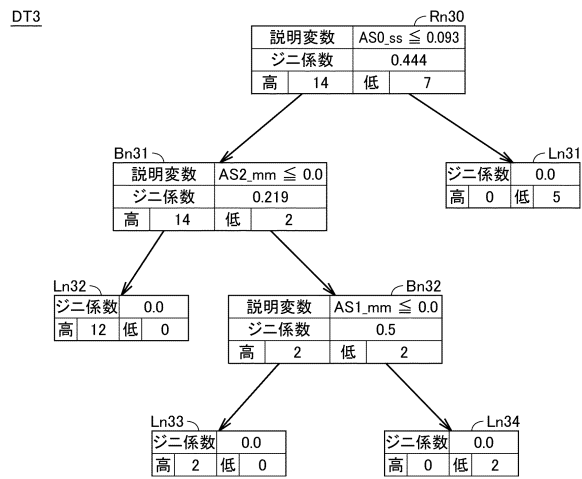 DT3
Rn30
説明変数 AS0_ss ≦ 0.093
ジニ係数 0.444
高 14 低 7
Bn31
説明変数 AS2_mm ≦ 0.0
ジニ係数 0.219
高 14 低 2
Ln31
ジニ係数 0.0
高 0 低 5
Ln32
ジニ係数 0.0
高 12 低 0
Bn32
説明変数 AS1_mm ≦ 0.0
ジニ係数 0.5
高 2 低 2
Ln33
ジニ係数 0.0
高 2 低 0
Ln34
ジニ係数 0.0
高 0 低 2